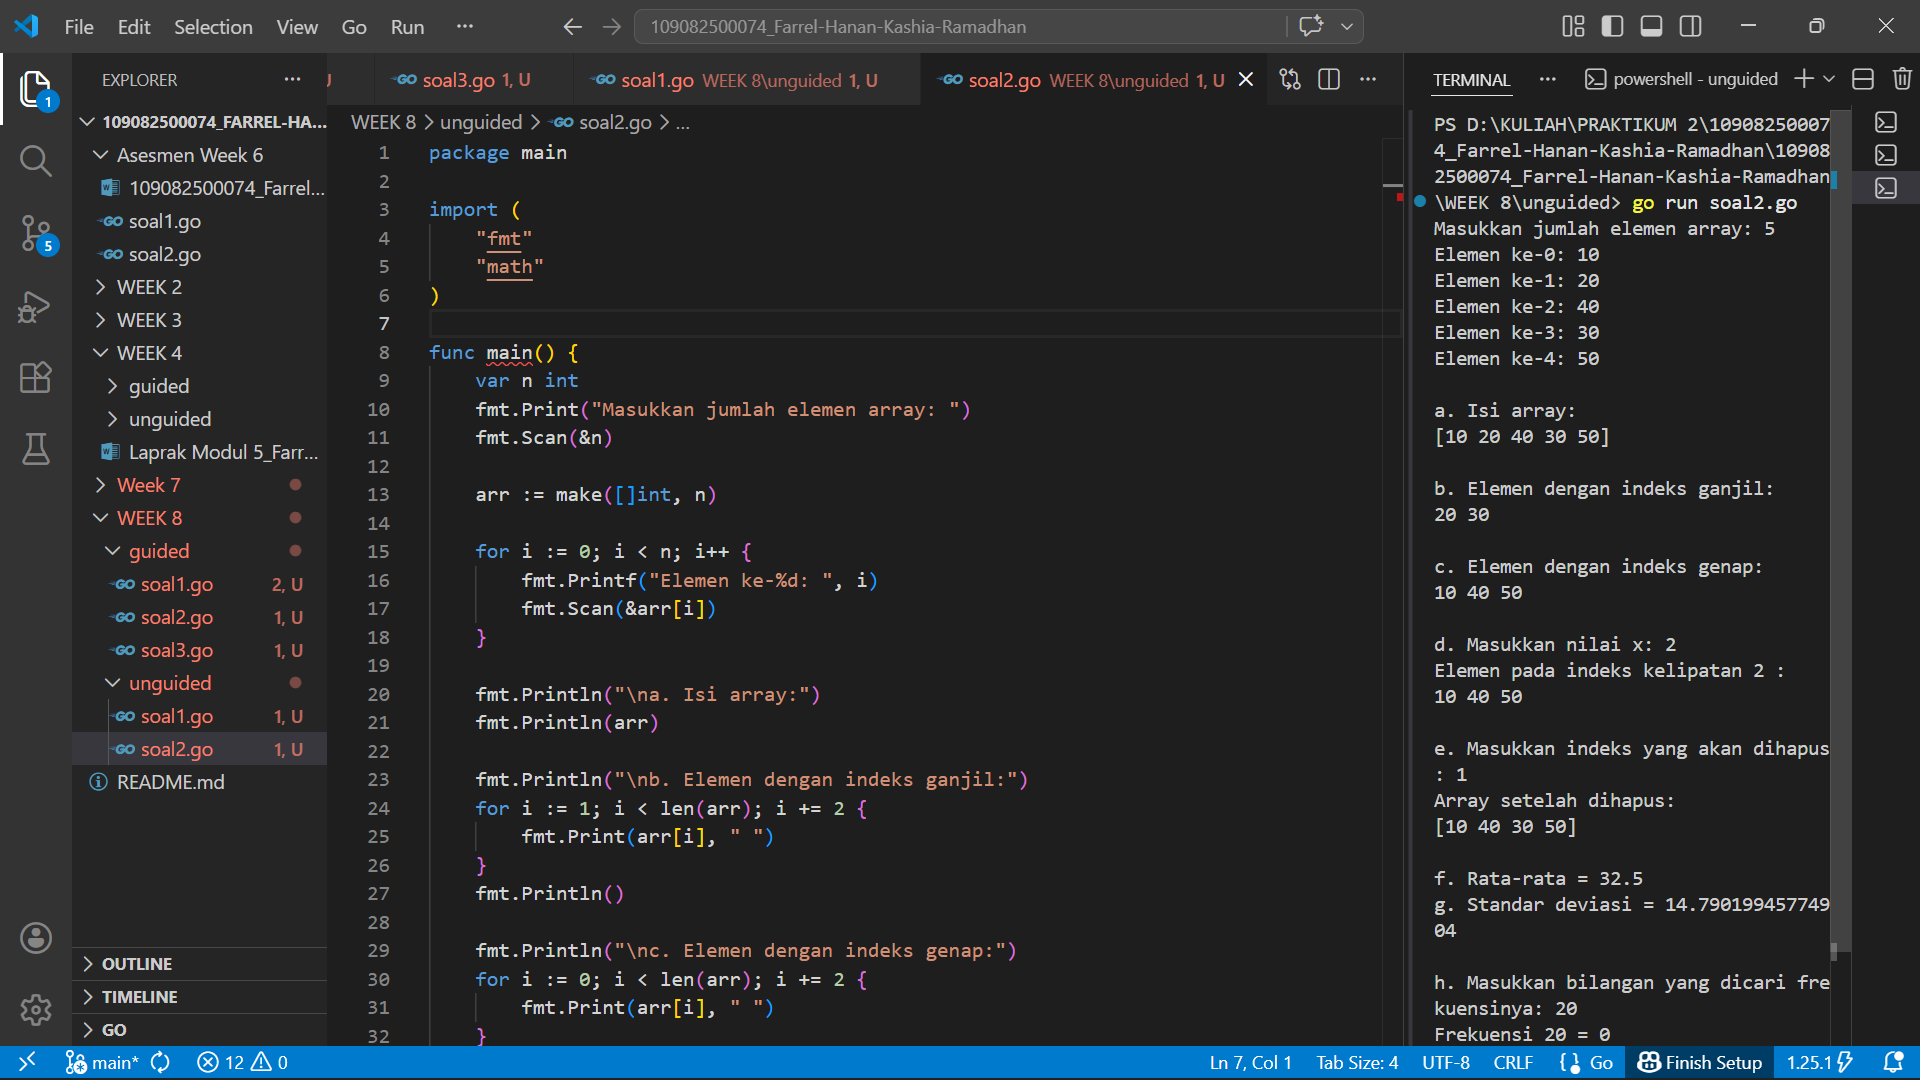 File Edit Selection View Go Run ···
109082500074_Farrel-Hanan-Kashia-Ramadhan
EXPLORER ···
1
5
109082500074_FARREL-HA...
Asesmen Week 6
109082500074_Farrel...
soal1.go
soal2.go
WEEK 2
WEEK 3
WEEK 4
guided
unguided
Laprak Modul 5_Farr...
Week 7
WEEK 8
guided
soal1.go 2, U
soal2.go 1, U
soal3.go 1, U
unguided
soal1.go 1, U
soal2.go 1, U
README.md
OUTLINE
TIMELINE
GO
U soal3.go 1, U soal1.go WEEK 8\unguided 1, U soal2.go WEEK 8\unguided 1, U
WEEK 8 > unguided > soal2.go > ...
1 package main
2
3 import (
4 "fmt"
5 "math"
6 )
7
8 func main() {
9 var n int
10 fmt.Print("Masukkan jumlah elemen array: ")
11 fmt.Scan(&n)
12
13 arr := make([]int, n)
14
15 for i := 0; i < n; i++ {
16 fmt.Printf("Elemen ke-%d: ", i)
17 fmt.Scan(&arr[i])
18 }
19
20 fmt.Println("\na. Isi array:")
21 fmt.Println(arr)
22
23 fmt.Println("\nb. Elemen dengan indeks ganjil:")
24 for i := 1; i < len(arr); i += 2 {
25 fmt.Print(arr[i], " ")
26 }
27 fmt.Println()
28
29 fmt.Println("\nc. Elemen dengan indeks genap:")
30 for i := 0; i < len(arr); i += 2 {
31 fmt.Print(arr[i], " ")
32 }
TERMINAL ··· powershell - unguided
PS D:\KULIAH\PRAKTIKUM 2\10908250007
4_Farrel-Hanan-Kashia-Ramadhan\10908
2500074_Farrel-Hanan-Kashia-Ramadhan
\WEEK 8\unguided> go run soal2.go
Masukkan jumlah elemen array: 5
Elemen ke-0: 10
Elemen ke-1: 20
Elemen ke-2: 40
Elemen ke-3: 30
Elemen ke-4: 50

a. Isi array:
[10 20 40 30 50]

b. Elemen dengan indeks ganjil:
20 30

c. Elemen dengan indeks genap:
10 40 50

d. Masukkan nilai x: 2
Elemen pada indeks kelipatan 2 :
10 40 50

e. Masukkan indeks yang akan dihapus
: 1
Array setelah dihapus:
[10 40 30 50]

f. Rata-rata = 32.5
g. Standar deviasi = 14.790199457749
04

h. Masukkan bilangan yang dicari fre
kuensinya: 20
Frekuensi 20 = 0
main* 12 0 Ln 7, Col 1 Tab Size: 4 UTF-8 CRLF {} Go Finish Setup 1.25.1